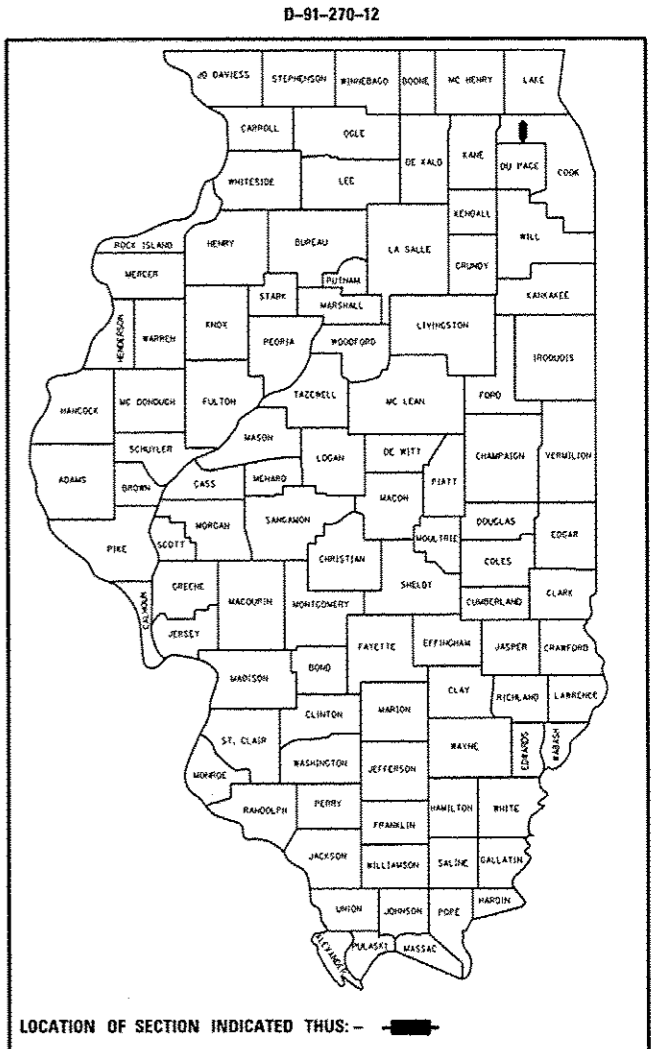 D-91-270-12
JO DAVIESS STEPHENSON WINNEBAGO BOONE MC HENRY LAKE
CARROLL OGLE DE KALD KANE DU PAGE COOK
WHITESIDE LEE
KENDALL WILL
ROCK ISLAND HENRY BUREAU LA SALLE GRUNDY
MERCER PUTNAM KANKAKEE
STARK MARSHALL
HENDERSON WARREN KNOX PEORIA WOODFORD LIVINGSTON IROQUOIS
HANCOCK MC DONOUGH FULTON TAZEWELL MC LEAN FORD
MASON
SCHUYLER LOGAN DE WITT CHAMPAIGN VERMILION
ADAMS BROWN CASS MENARD MACON PIATT
MORGAN SANGAMON DOUGLAS EDGAR
PIKE SCOTT CHRISTIAN MOULTRIE COLES
GREENE SHELBY
CALHOUN MACOUPIN MONTGOMERY CUMBERLAND CLARK
JERSEY
FAYETTE EFFINGHAM JASPER CRAWFORD
MADISON BOND
CLAY RICHLAND LAWRENCE
CLINTON MARION
ST. CLAIR WAYNE EDWARDS WABASH
WASHINGTON JEFFERSON
MONROE
RANDOLPH PERRY HAMILTON WHITE
FRANKLIN
JACKSON WILLIAMSON SALINE GALLATIN
UNION JOHNSON POPE HARDIN
ALEXANDER PULASKI MASSAC
LOCATION OF SECTION INDICATED THUS: -